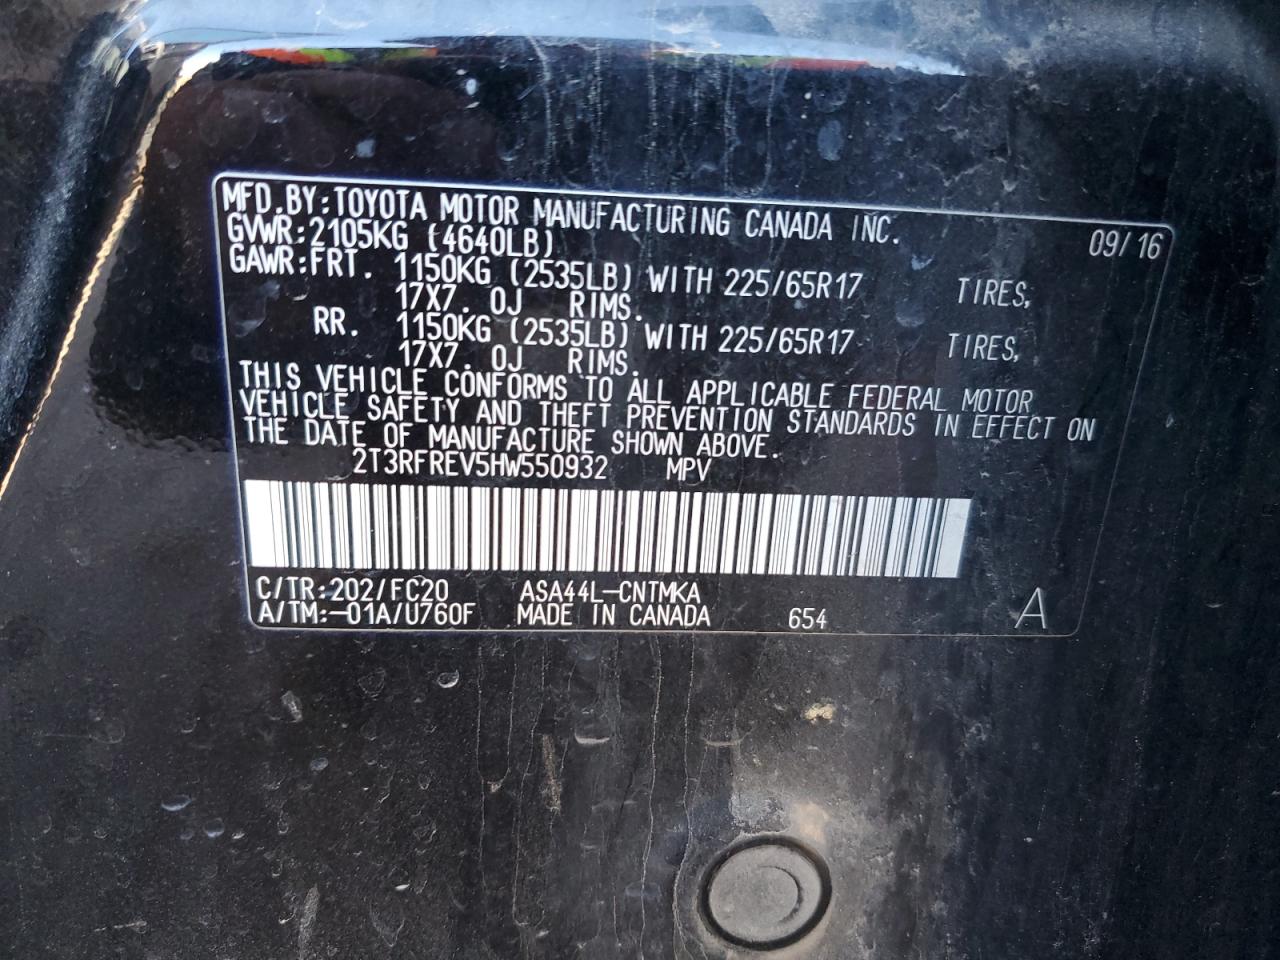 MFD.BY:TOYOTA MOTOR MANUFACTURING CANADA INC. 09/16
GVWR:2105KG (4640LB)
GAWR:FRT. 1150KG (2535LB) WITH 225/65R17 TIRES,
17X7.0J RIMS.
RR. 1150KG (2535LB) WITH 225/65R17 TIRES,
17X7.0J RIMS.
THIS VEHICLE CONFORMS TO ALL APPLICABLE FEDERAL MOTOR
VEHICLE SAFETY AND THEFT PREVENTION STANDARDS IN EFFECT ON
THE DATE OF MANUFACTURE SHOWN ABOVE.
2T3RFREV5HW550932 MPV
C/TR:202/FC20 ASA44L-CNTMKA
A/TM:-01A/U760F MADE IN CANADA 654 A